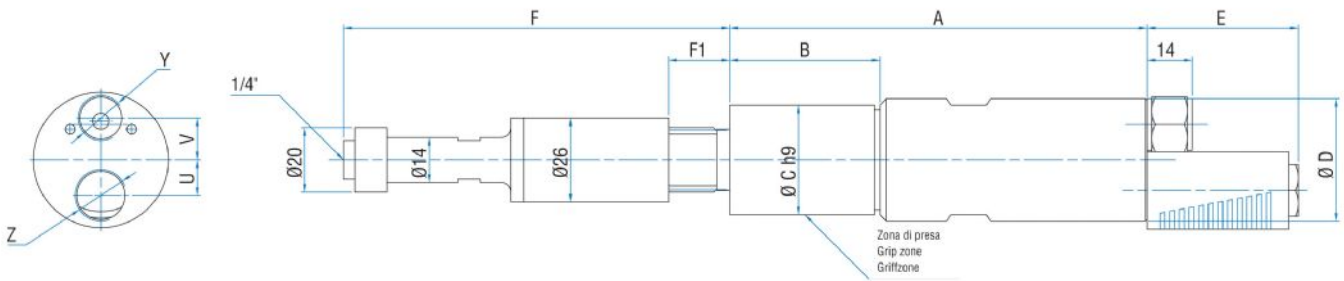 F
A
E
F1
B
14
Y
1/4"
V
U
Z
Ø20
Ø14
Ø26
Ø C h9
Ø D
Zona di presa
Grip zone
Griffzone